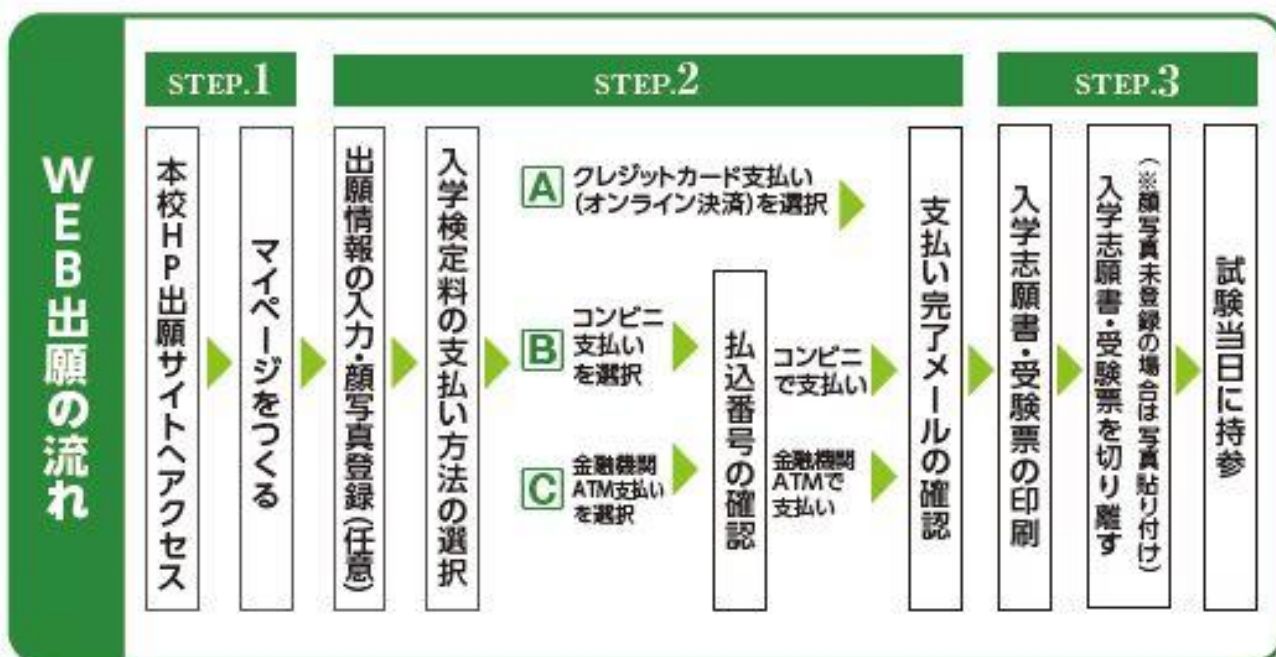 WEB出願の流れ
STEP.1
本校HP出願サイトへアクセス
マイページをつくる
STEP.2
出願情報の入力・顔写真登録(任意)
入学検定料の支払い方法の選択
A
クレジットカード支払い
(オンライン決済)を選択
B
コンビニ
支払い
を選択
C
金融機関
ATM支払い
を選択
払込番号の確認
コンビニ
で支払い
金融機関
ATMで
支払い
支払い完了メールの確認
STEP.3
入学志願書・受験票の印刷
(※顔写真未登録の場合は写真貼り付け)
入学志願書・受験票を切り離す
試験当日に持参